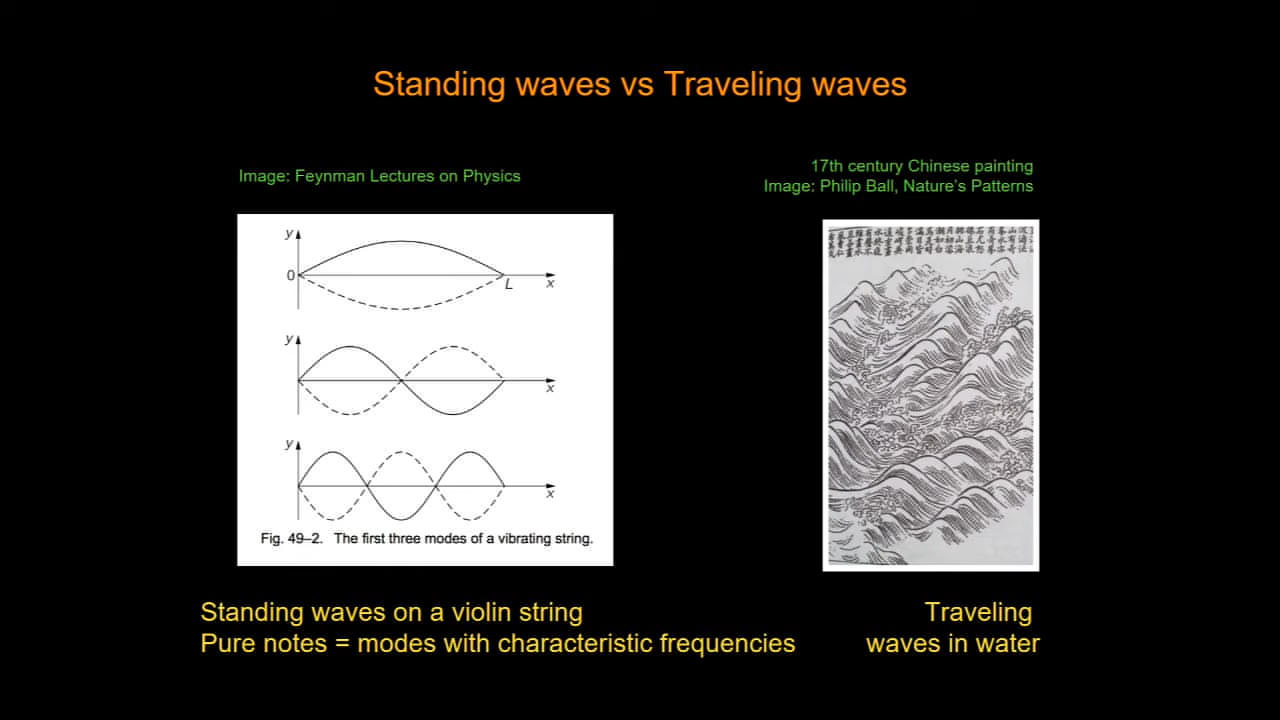 Standing waves vs Traveling waves
Image: Feynman Lectures on Physics
17th century Chinese painting
Image: Philip Ball, Nature's Patterns
y
0
L
x
y
x
y
x
Fig. 49–2. The first three modes of a vibrating string.
Standing waves on a violin string
Pure notes = modes with characteristic frequencies
Traveling
waves in water